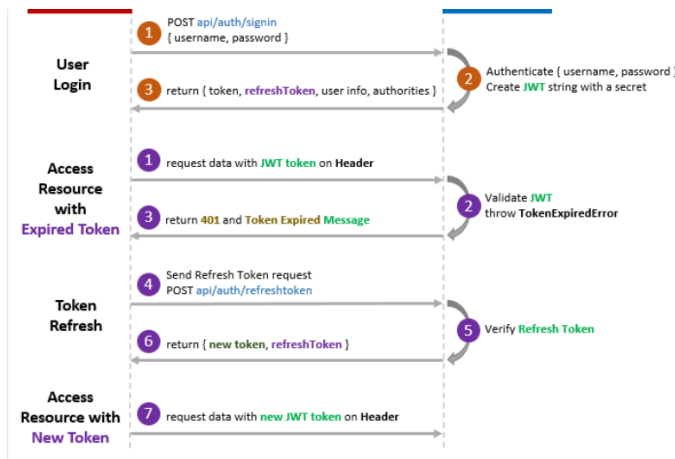 User
Login
1
POST api/auth/signin
{ username, password }
2
Authenticate { username, password }
Create JWT string with a secret
3
return { token, refreshToken, user info, authorities }
Access
Resource
with
Expired Token
1
request data with JWT token on Header
2
Validate JWT
throw TokenExpiredError
3
return 401 and Token Expired Message
Token
Refresh
4
Send Refresh Token request
POST api/auth/refreshtoken
5
Verify Refresh Token
6
return { new token, refreshToken }
Access
Resource with
New Token
7
request data with new JWT token on Header